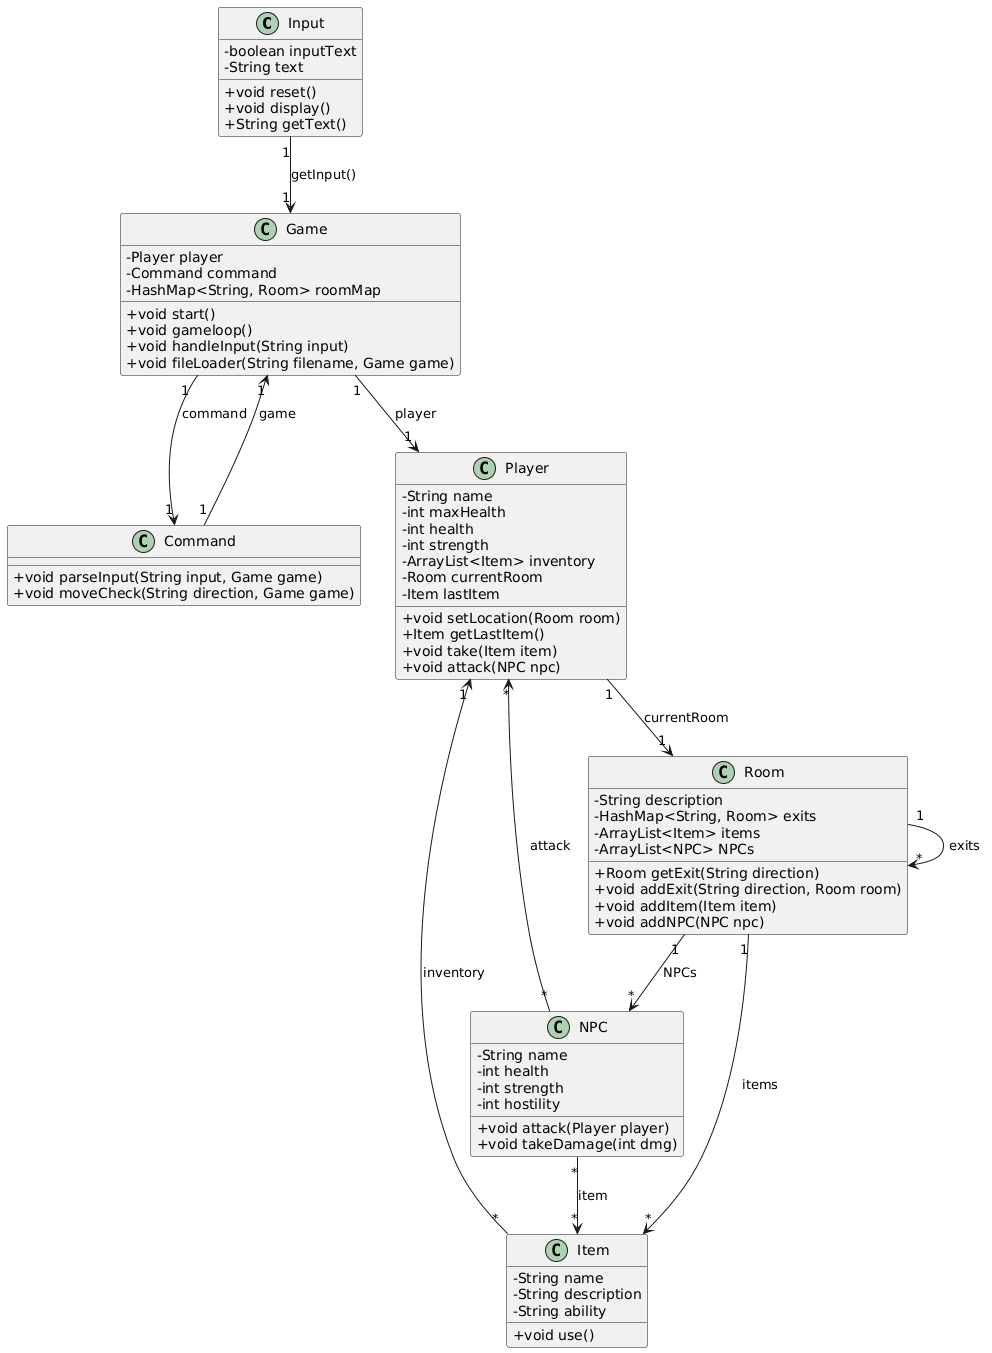 C Input
-boolean inputText
-String text
+void reset()
+void display()
+String getText()
1
getInput()
1
C Game
-Player player
-Command command
-HashMap<String, Room> roomMap
+void start()
+void gameloop()
+void handleInput(String input)
+void fileLoader(String filename, Game game)
1 1 1
command game player
1
1 1
C Command
+void parseInput(String input, Game game)
+void moveCheck(String direction, Game game)
C Player
-String name
-int maxHealth
-int health
-int strength
-ArrayList<Item> inventory
-Room currentRoom
-Item lastItem
+void setLocation(Room room)
+Item getLastItem()
+void take(Item item)
+void attack(NPC npc)
1 * 1
currentRoom
1
C Room
-String description
-HashMap<String, Room> exits
-ArrayList<Item> items
-ArrayList<NPC> NPCs
+Room getExit(String direction)
+void addExit(String direction, Room room)
+void addItem(Item item)
+void addNPC(NPC npc)
1
exits
*
attack
1 1
inventory
NPCs
* *
C NPC
-String name
-int health
-int strength
-int hostility
+void attack(Player player)
+void takeDamage(int dmg)
items
*
item
* * *
C Item
-String name
-String description
-String ability
+void use()